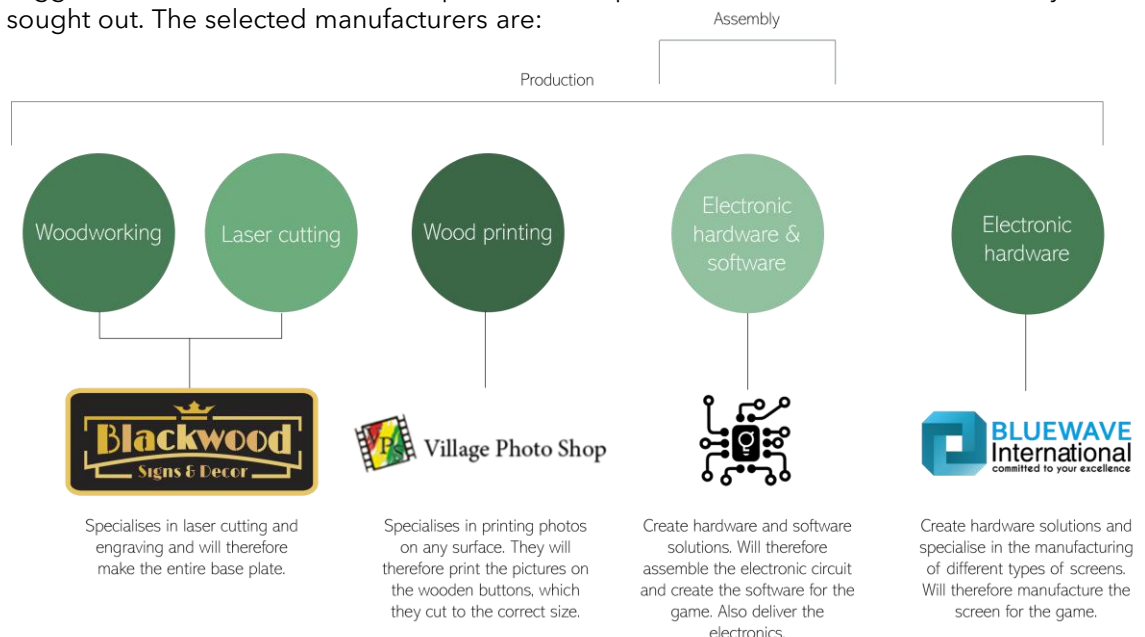 sought out. The selected manufacturers are:
Assembly
Production
Woodworking
Laser cutting
Wood printing
Electronic
hardware &
software
Electronic
hardware
Blackwood
Signs & Decor
VPS
Village Photo Shop
BLUEWAVE
International
committed to your excellence
Specialises in laser cutting and
engraving and will therefore
make the entire base plate.
Specialises in printing photos
on any surface. They will
therefore print the pictures on
the wooden buttons, which
they cut to the correct size.
Create hardware and software
solutions. Will therefore
assemble the electronic circuit
and create the software for the
game. Also deliver the
electronics.
Create hardware solutions and
specialise in the manufacturing
of different types of screens.
Will therefore manufacture the
screen for the game.